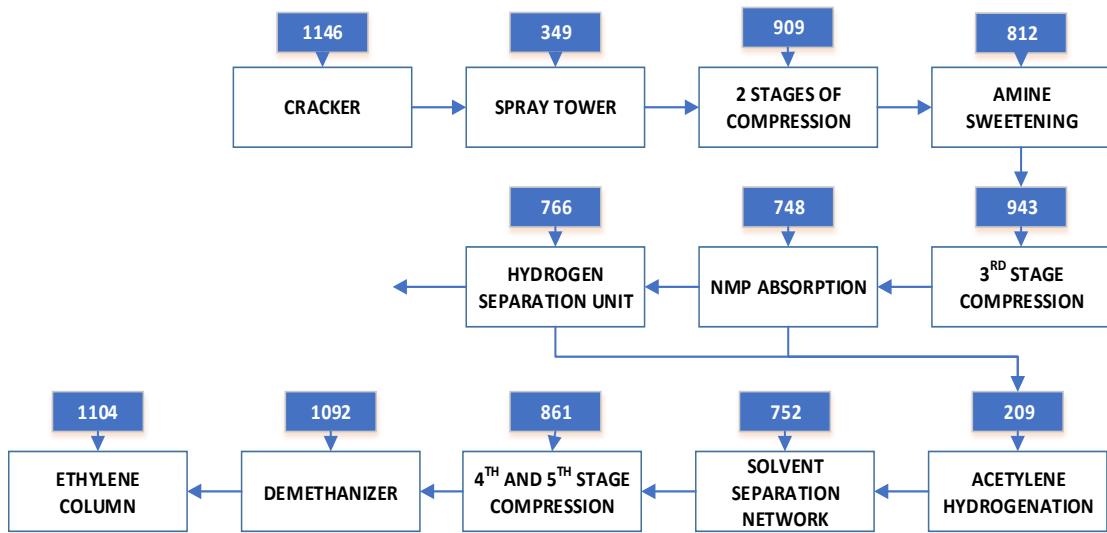 1146
349
909
812
CRACKER
SPRAY TOWER
2 STAGES OF
COMPRESSION
AMINE
SWEETENING
766
748
943
HYDROGEN
SEPARATION UNIT
NMP ABSORPTION
3RD STAGE
COMPRESSION
1104
1092
861
752
209
ETHYLENE
COLUMN
DEMETHANIZER
4TH AND 5TH STAGE
COMPRESSION
SOLVENT
SEPARATION
NETWORK
ACETYLENE
HYDROGENATION